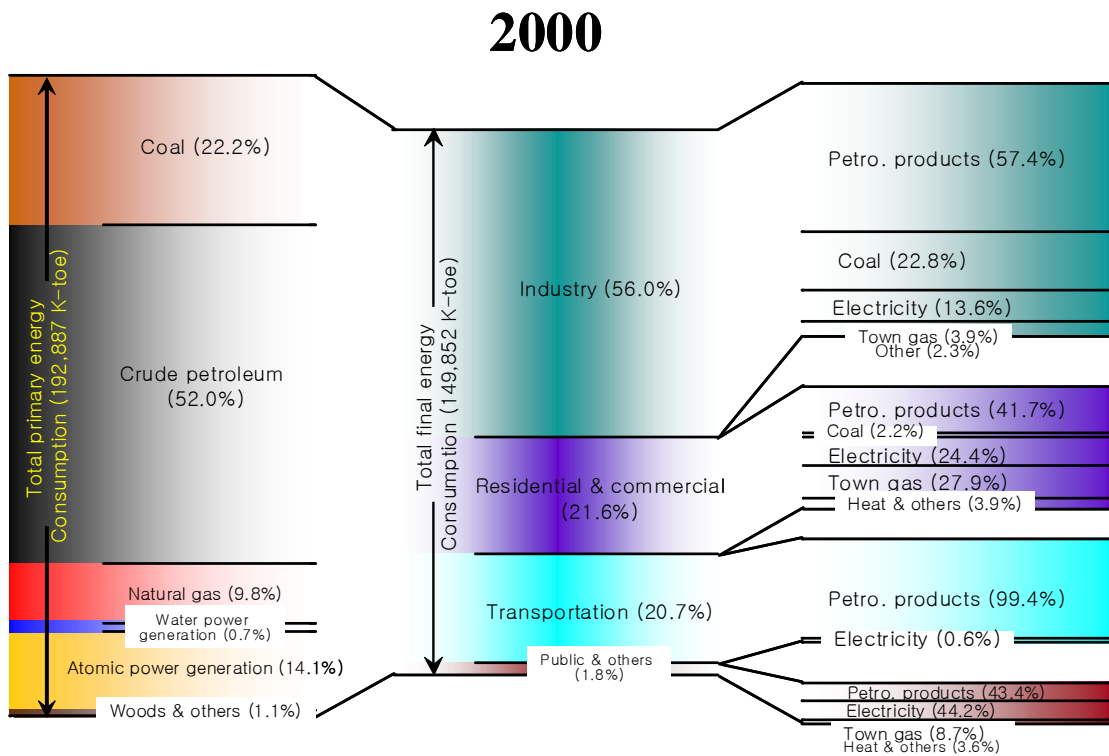 2000
Total primary energy
Consumption (192,887 K-toe)
Coal (22.2%)
Crude petroleum
(52.0%)
Natural gas (9.8%)
Water power
generation (0.7%)
Atomic power generation (14.1%)
Woods & others (1.1%)
Total final energy
Consumption (149,852 K-toe)
Industry (56.0%)
Residential & commercial
(21.6%)
Transportation (20.7%)
Public & others
(1.8%)
Petro. products (57.4%)
Coal (22.8%)
Electricity (13.6%)
Town gas (3.9%)
Other (2.3%)
Petro. products (41.7%)
Coal (2.2%)
Electricity (24.4%)
Town gas (27.9%)
Heat & others (3.9%)
Petro. products (99.4%)
Electricity (0.6%)
Petro. products (43.4%)
Electricity (44.2%)
Town gas (8.7%)
Heat & others (3.6%)